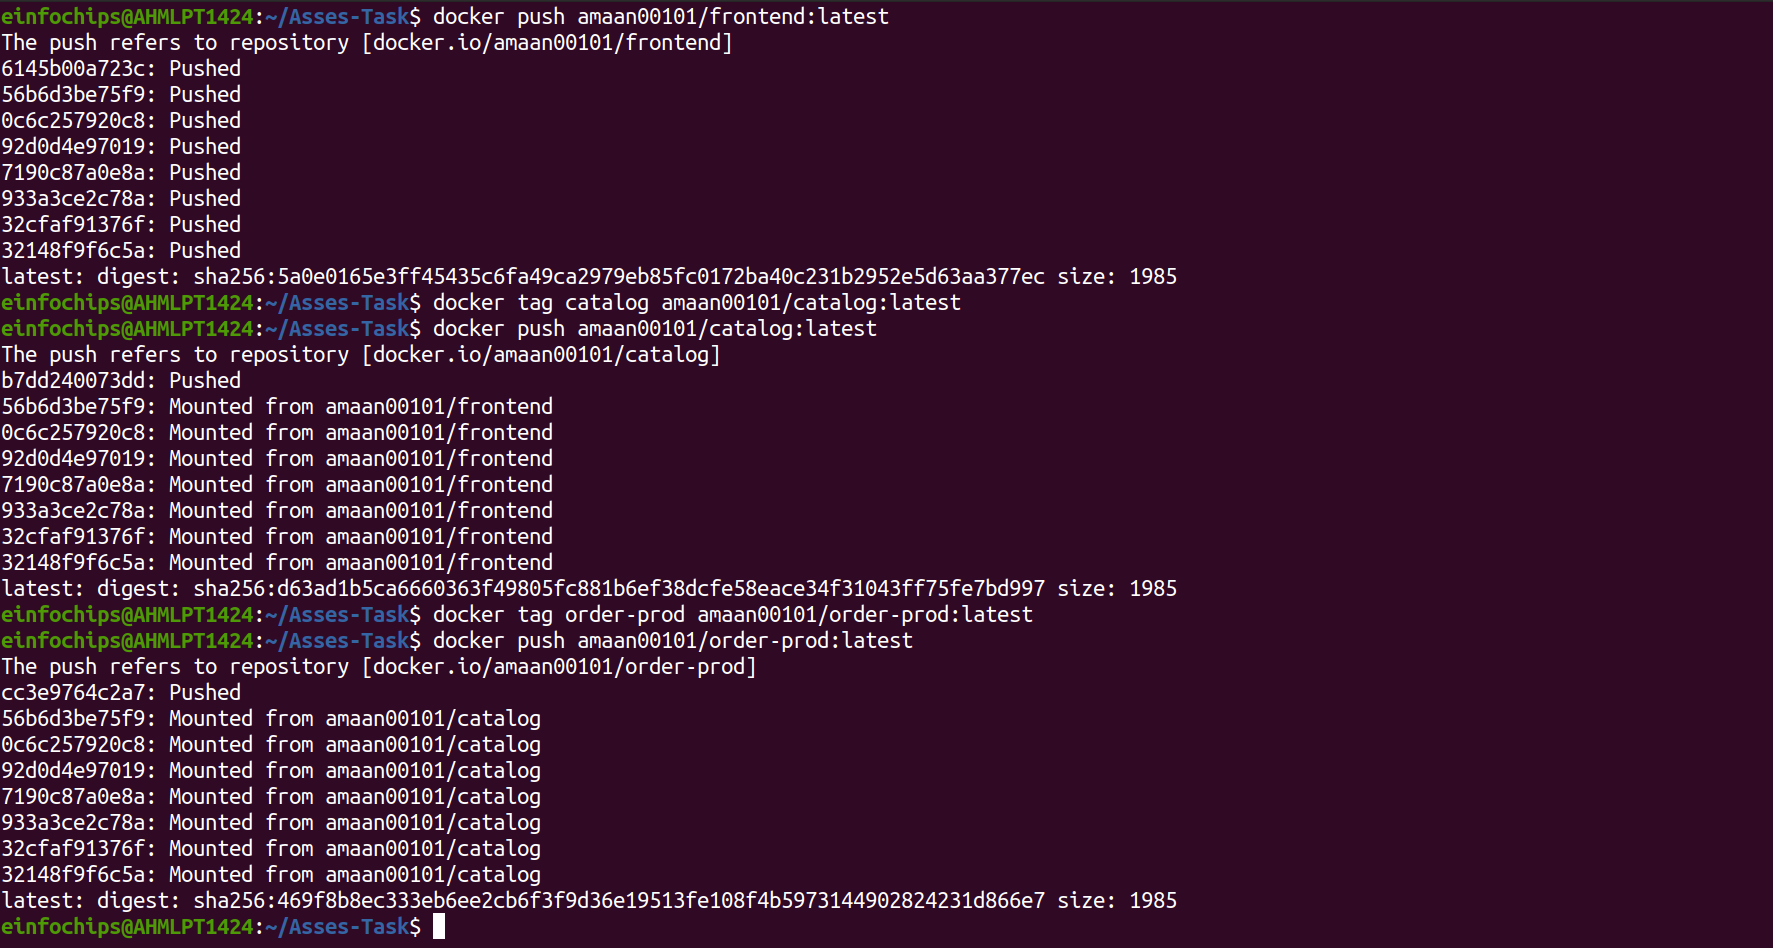 einfochips@AHMLPT1424:~/Asses-Task$ docker push amaan00101/frontend:latest
The push refers to repository [docker.io/amaan00101/frontend]
6145b00a723c: Pushed
56b6d3be75f9: Pushed
0c6c257920c8: Pushed
92d0d4e97019: Pushed
7190c87a0e8a: Pushed
933a3ce2c78a: Pushed
32cfaf91376f: Pushed
32148f9f6c5a: Pushed
latest: digest: sha256:5a0e0165e3ff45435c6fa49ca2979eb85fc0172ba40c231b2952e5d63aa377ec size: 1985
einfochips@AHMLPT1424:~/Asses-Task$ docker tag catalog amaan00101/catalog:latest
einfochips@AHMLPT1424:~/Asses-Task$ docker push amaan00101/catalog:latest
The push refers to repository [docker.io/amaan00101/catalog]
b7dd240073dd: Pushed
56b6d3be75f9: Mounted from amaan00101/frontend
0c6c257920c8: Mounted from amaan00101/frontend
92d0d4e97019: Mounted from amaan00101/frontend
7190c87a0e8a: Mounted from amaan00101/frontend
933a3ce2c78a: Mounted from amaan00101/frontend
32cfaf91376f: Mounted from amaan00101/frontend
32148f9f6c5a: Mounted from amaan00101/frontend
latest: digest: sha256:d63ad1b5ca6660363f49805fc881b6ef38dcfe58eace34f31043ff75fe7bd997 size: 1985
einfochips@AHMLPT1424:~/Asses-Task$ docker tag order-prod amaan00101/order-prod:latest
einfochips@AHMLPT1424:~/Asses-Task$ docker push amaan00101/order-prod:latest
The push refers to repository [docker.io/amaan00101/order-prod]
cc3e9764c2a7: Pushed
56b6d3be75f9: Mounted from amaan00101/catalog
0c6c257920c8: Mounted from amaan00101/catalog
92d0d4e97019: Mounted from amaan00101/catalog
7190c87a0e8a: Mounted from amaan00101/catalog
933a3ce2c78a: Mounted from amaan00101/catalog
32cfaf91376f: Mounted from amaan00101/catalog
32148f9f6c5a: Mounted from amaan00101/catalog
latest: digest: sha256:469f8b8ec333eb6ee2cb6f3f9d36e19513fe108f4b5973144902824231d866e7 size: 1985
einfochips@AHMLPT1424:~/Asses-Task$